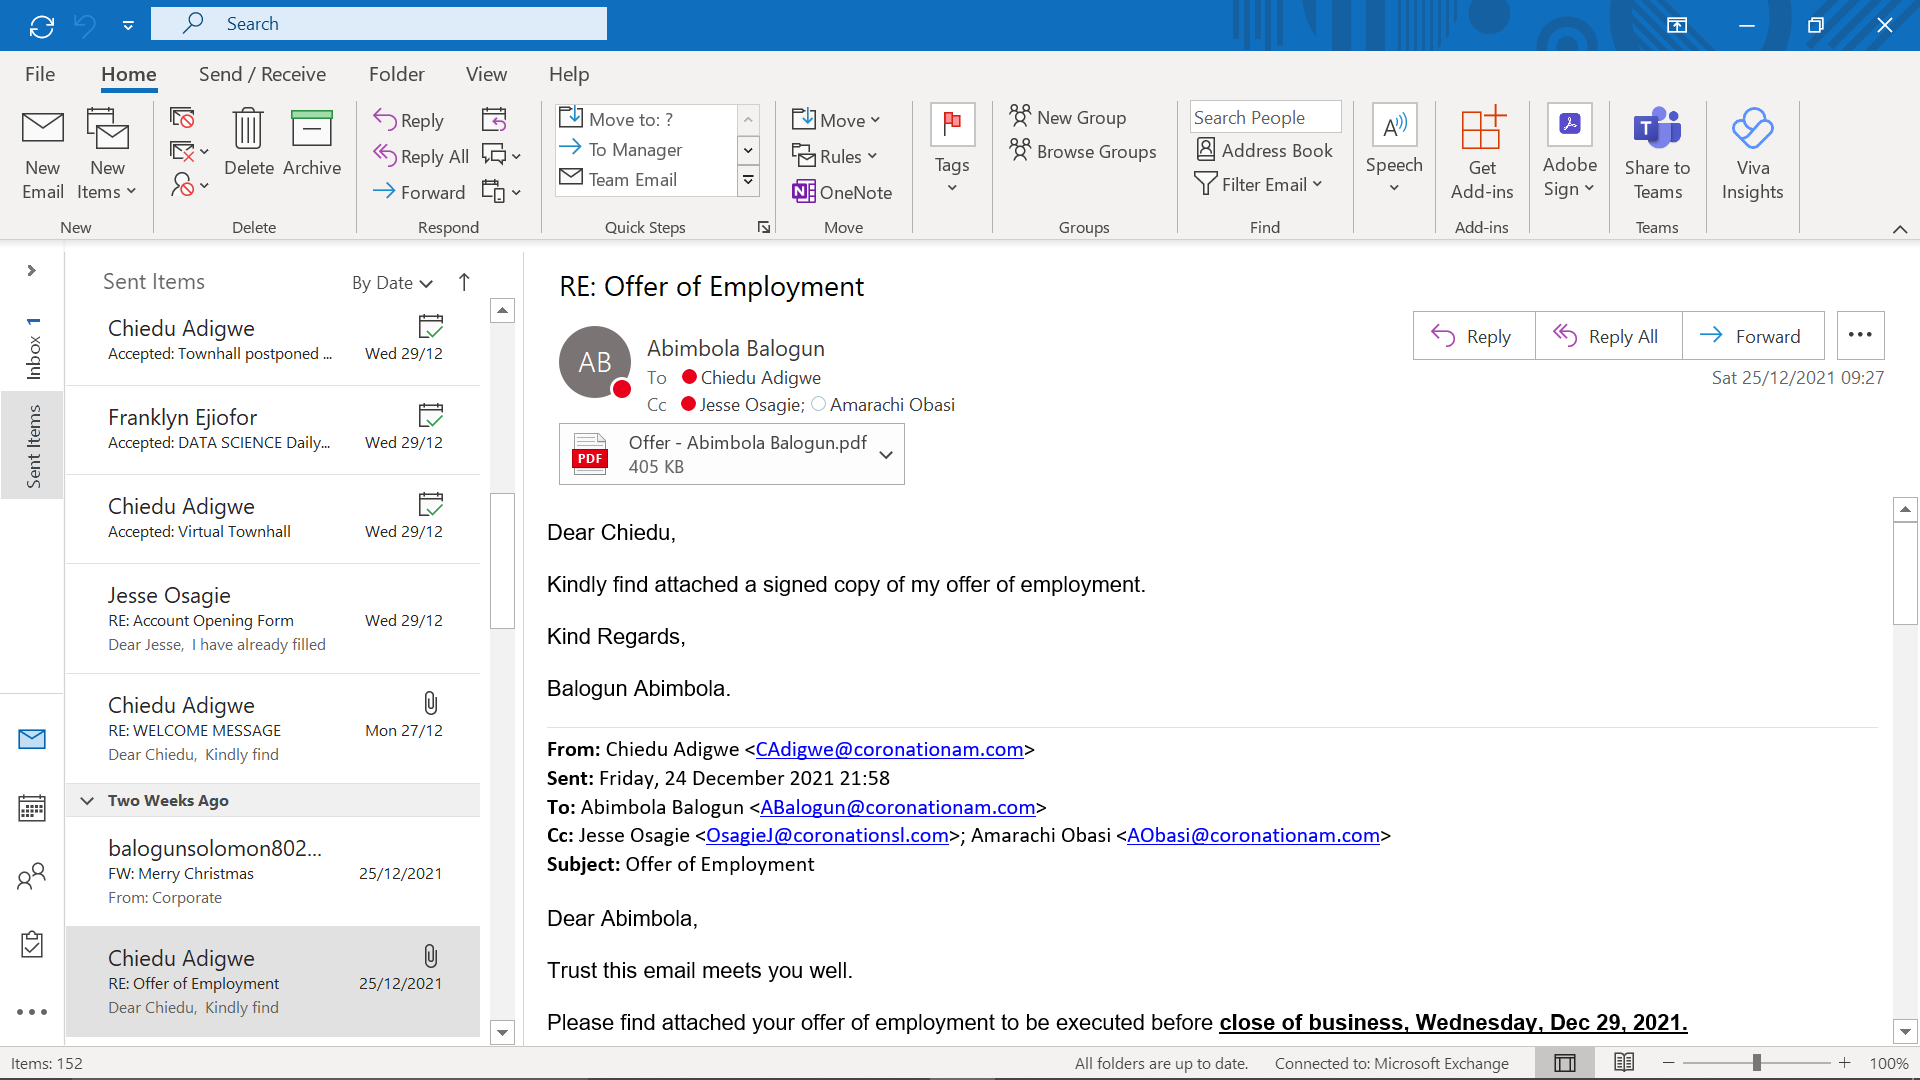 Search
File
Home
Send / Receive
Folder
View
Help
New
Email
New
Items
New
Delete
Archive
Delete
Reply
Reply All
Forward
Respond
Move to: ?
To Manager
Team Email
Quick Steps
Move
Rules
OneNote
Move
Tags
New Group
Browse Groups
Groups
Search People
Address Book
Filter Email
Find
Speech
Get
Add-ins
Add-ins
Adobe
Sign
Share to
Teams
Teams
Viva
Insights
Inbox 1
Sent Items
Sent Items
By Date
Chiedu Adigwe
Accepted: Townhall postponed ... Wed 29/12
Franklyn Ejiofor
Accepted: DATA SCIENCE Daily... Wed 29/12
Chiedu Adigwe
Accepted: Virtual Townhall Wed 29/12
Jesse Osagie
RE: Account Opening Form Wed 29/12
Dear Jesse, I have already filled
Chiedu Adigwe
RE: WELCOME MESSAGE Mon 27/12
Dear Chiedu, Kindly find
Two Weeks Ago
balogunsolomon802...
FW: Merry Christmas 25/12/2021
From: Corporate
Chiedu Adigwe
RE: Offer of Employment 25/12/2021
Dear Chiedu, Kindly find
RE: Offer of Employment
AB
Abimbola Balogun
To Chiedu Adigwe
Cc Jesse Osagie; Amarachi Obasi
Reply
Reply All
Forward
Sat 25/12/2021 09:27
PDF
Offer - Abimbola Balogun.pdf
405 KB
Dear Chiedu,
Kindly find attached a signed copy of my offer of employment.
Kind Regards,
Balogun Abimbola.
From: Chiedu Adigwe <CAdigwe@coronationam.com>
Sent: Friday, 24 December 2021 21:58
To: Abimbola Balogun <ABalogun@coronationam.com>
Cc: Jesse Osagie <OsagieJ@coronationsl.com>; Amarachi Obasi <AObasi@coronationam.com>
Subject: Offer of Employment
Dear Abimbola,
Trust this email meets you well.
Please find attached your offer of employment to be executed before close of business, Wednesday, Dec 29, 2021.
Items: 152
All folders are up to date.
Connected to: Microsoft Exchange
100%